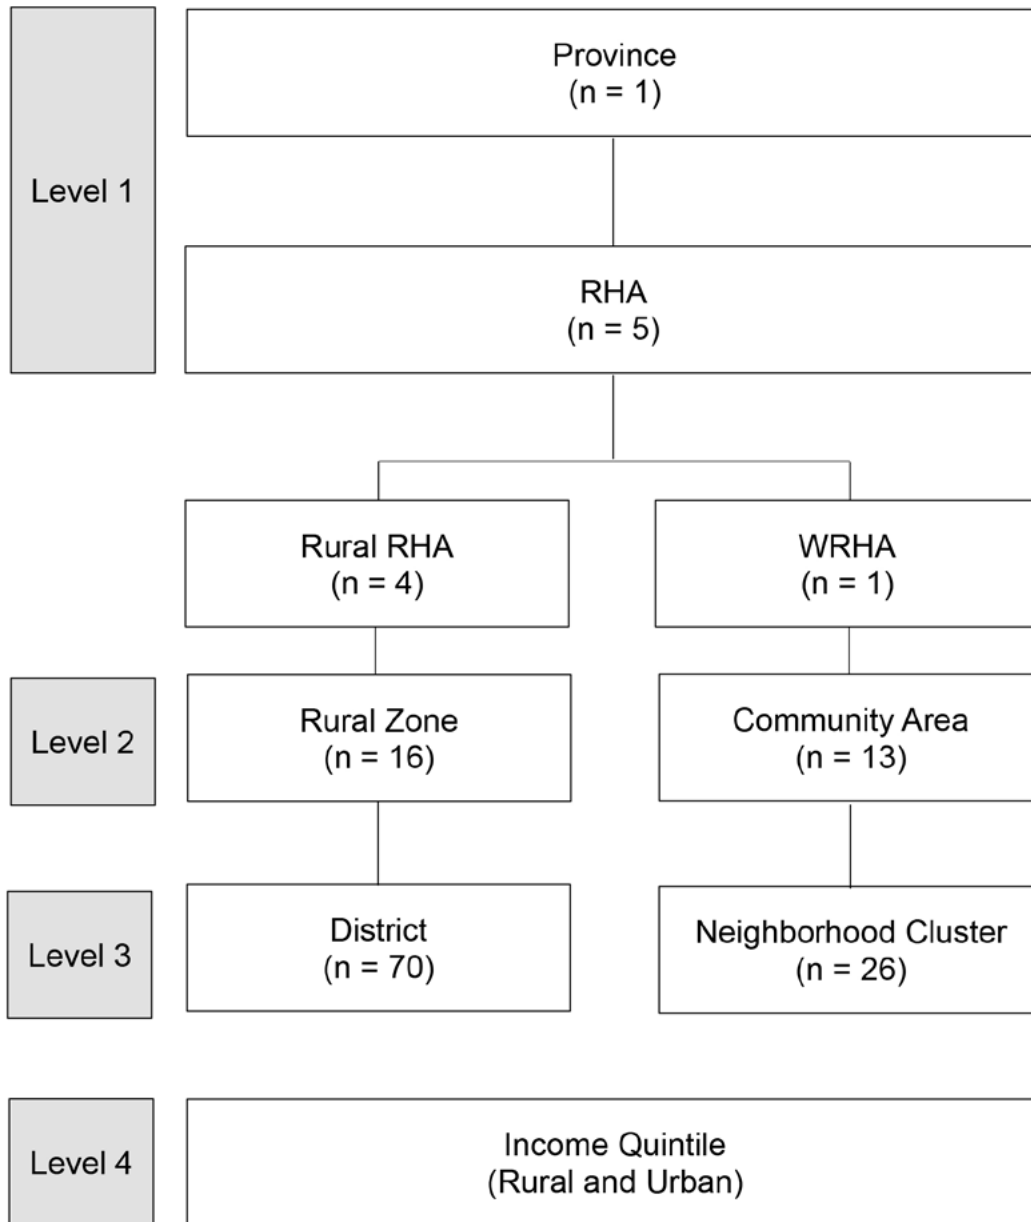 Province
(n = 1)
Level 1
RHA
(n = 5)
Rural RHA
(n = 4)
WRHA
(n = 1)
Level 2
Rural Zone
(n = 16)
Community Area
(n = 13)
Level 3
District
(n = 70)
Neighborhood Cluster
(n = 26)
Level 4
Income Quintile
(Rural and Urban)